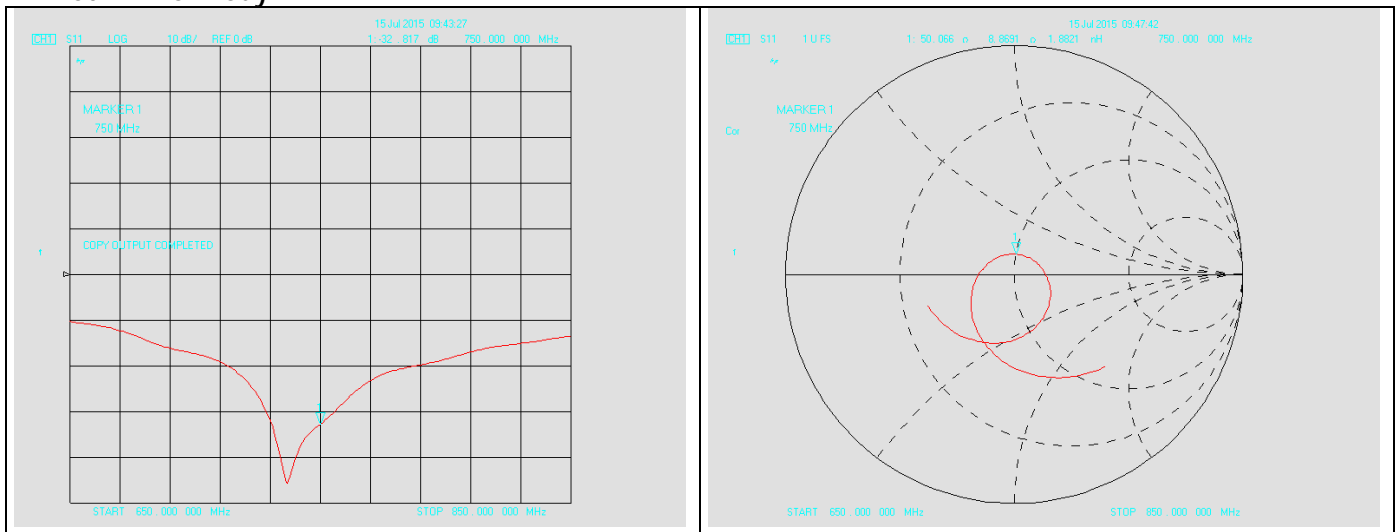 15 Jul 2015 09:43:27
CH1 S11 LOG 10 dB/ REF 0 dB 1:-32.817 dB 750.000 000 MHz
MARKER 1
750 MHz
COPY OUTPUT COMPLETED
1
1
START 650.000 000 MHz STOP 850.000 000 MHz
15 Jul 2015 09:47:42
CH1 S11 1 U FS 1: 50.066 Ω 8.8691 Ω 1.8821 nH 750.000 000 MHz
MARKER 1
750 MHz
Cor
1
1
START 650.000 000 MHz STOP 850.000 000 MHz